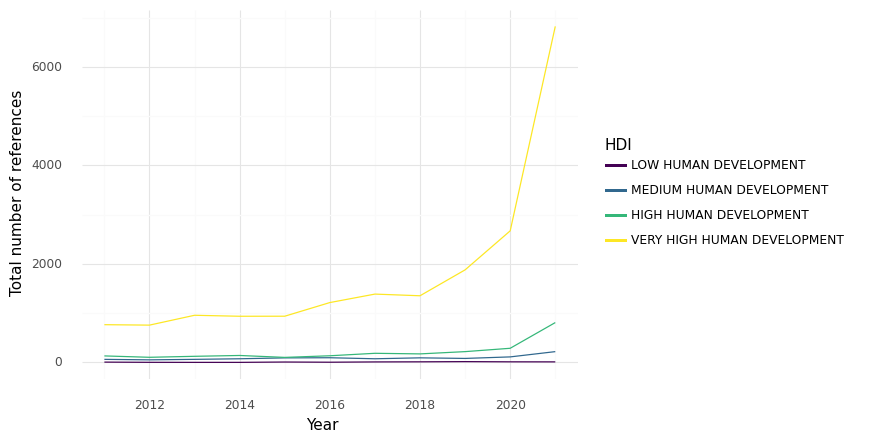 6000
4000
2000
0
Total number of references
2012
2014
2016
2018
2020
Year
HDI
LOW HUMAN DEVELOPMENT
MEDIUM HUMAN DEVELOPMENT
HIGH HUMAN DEVELOPMENT
VERY HIGH HUMAN DEVELOPMENT